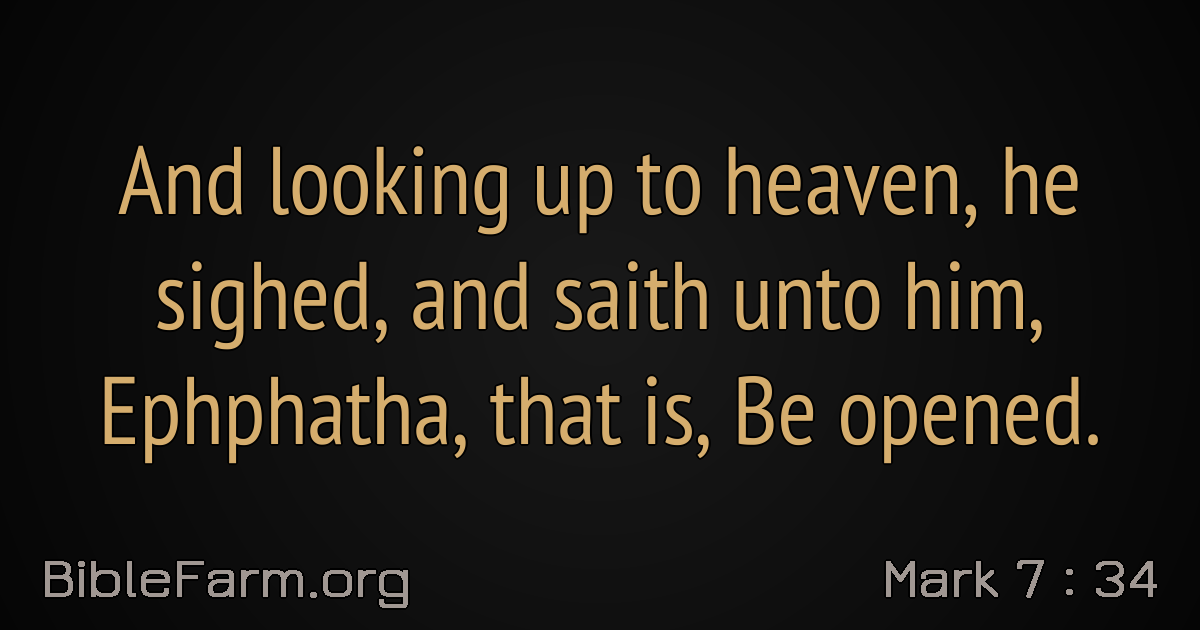 And looking up to heaven, he
sighed, and saith unto him,
Ephphatha, that is, Be opened.
BibleFarm.org
Mark 7 : 34